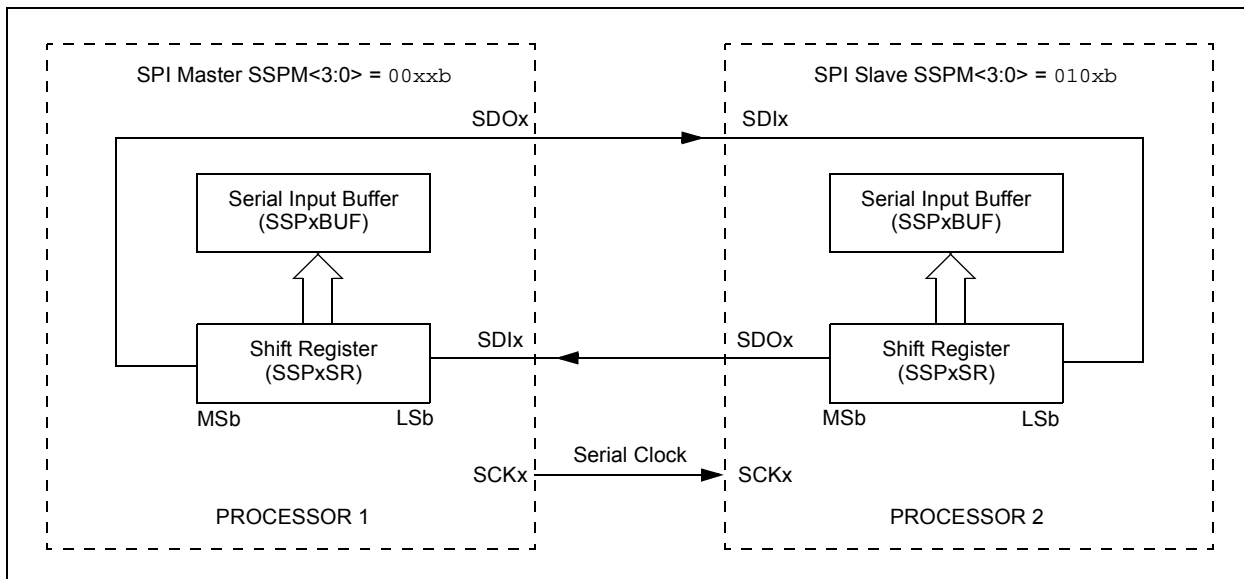 SPI Master SSPM<3:0> = 00xxb
SPI Slave SSPM<3:0> = 010xb
SDOx
SDIx
Serial Input Buffer
(SSPxBUF)
Serial Input Buffer
(SSPxBUF)
Shift Register
(SSPxSR)
SDIx
SDOx
Shift Register
(SSPxSR)
MSb
LSb
MSb
LSb
Serial Clock
SCKx
SCKx
PROCESSOR 1
PROCESSOR 2